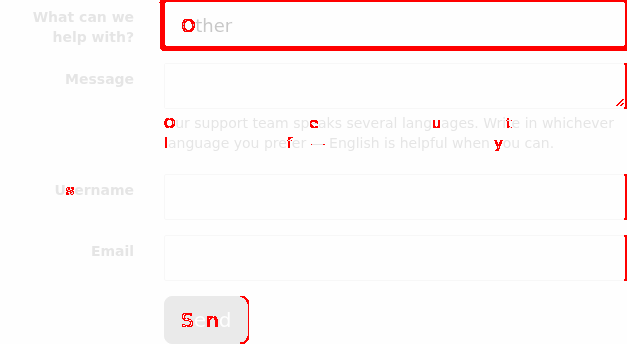 What can we
help with?
Other
Message
Our support team speaks several languages. Write in whichever
language you prefer — English is helpful when you can.
Username
Email
Send